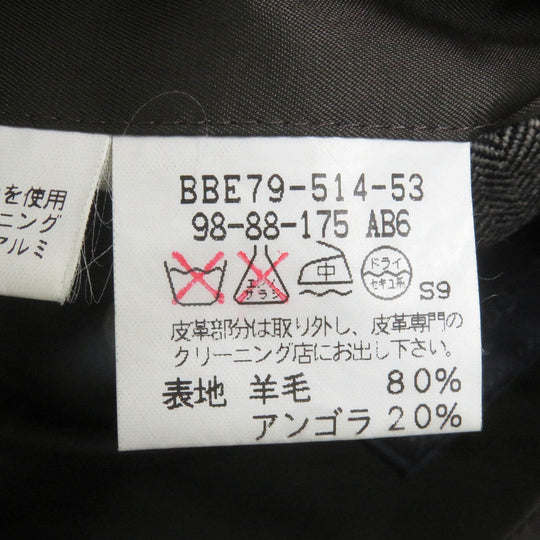 を使用
ニング
アルミ
BBE79-514-53
98-88-175 AB6
エンソ
サラシ
中
ドライ
セキユ系
S9
皮革部分は取り外し、皮革専門の
クリーニング店にお出し下さい。
表地 羊毛 80%
アンゴラ 20%